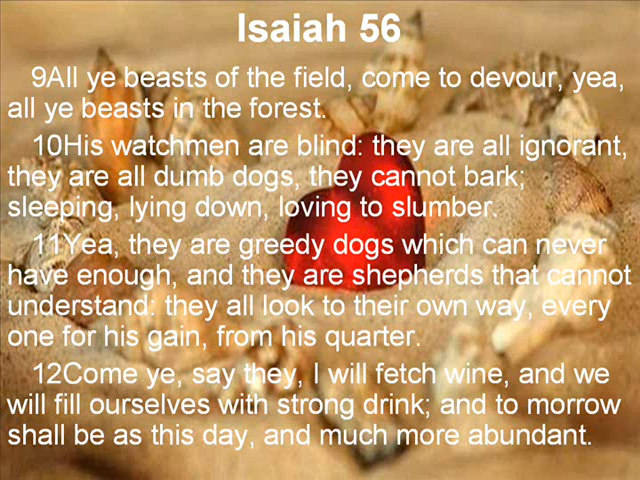 Isaiah 56
9All ye beasts of the field, come to devour, yea,
all ye beasts in the forest.
10His watchmen are blind: they are all ignorant,
they are all dumb dogs, they cannot bark;
sleeping, lying down, loving to slumber.
11Yea, they are greedy dogs which can never
have enough, and they are shepherds that cannot
understand: they all look to their own way, every
one for his gain, from his quarter.
12Come ye, say they, I will fetch wine, and we
will fill ourselves with strong drink; and to morrow
shall be as this day, and much more abundant.